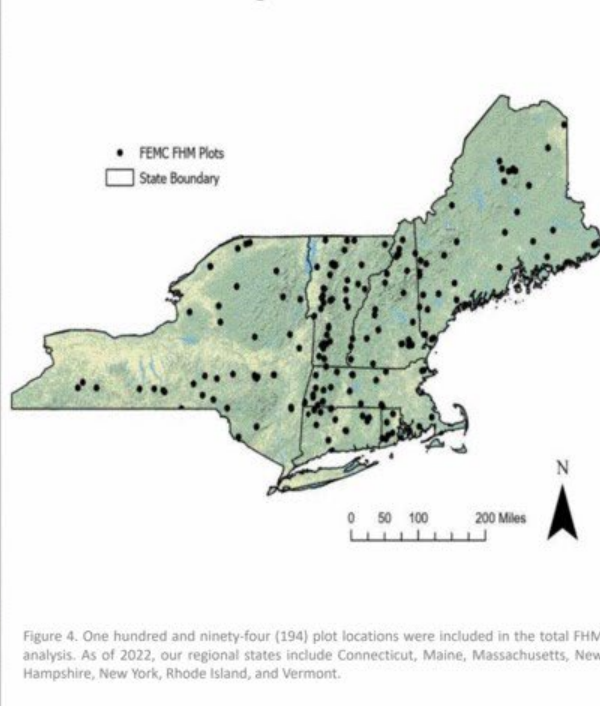 FEMC FHM Plots
State Boundary
N
0 50 100 200 Miles
Figure 4. One hundred and ninety-four (194) plot locations were included in the total FHM
analysis. As of 2022, our regional states include Connecticut, Maine, Massachusetts, New
Hampshire, New York, Rhode Island, and Vermont.